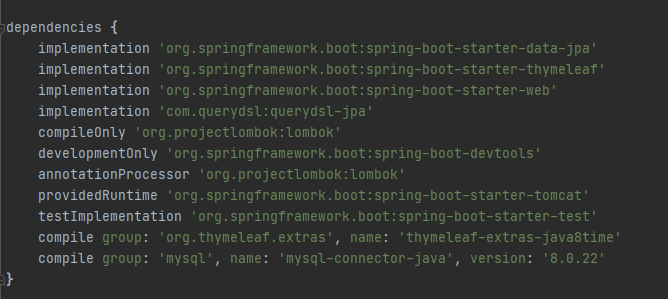 dependencies {
implementation 'org.springframework.boot:spring-boot-starter-data-jpa'
implementation 'org.springframework.boot:spring-boot-starter-thymeleaf'
implementation 'org.springframework.boot:spring-boot-starter-web'
implementation 'com.querydsl:querydsl-jpa'
compileOnly 'org.projectlombok:lombok'
developmentOnly 'org.springframework.boot:spring-boot-devtools'
annotationProcessor 'org.projectlombok:lombok'
providedRuntime 'org.springframework.boot:spring-boot-starter-tomcat'
testImplementation 'org.springframework.boot:spring-boot-starter-test'
compile group: 'org.thymeleaf.extras', name: 'thymeleaf-extras-java8time'
compile group: 'mysql', name: 'mysql-connector-java', version: '8.0.22'
}